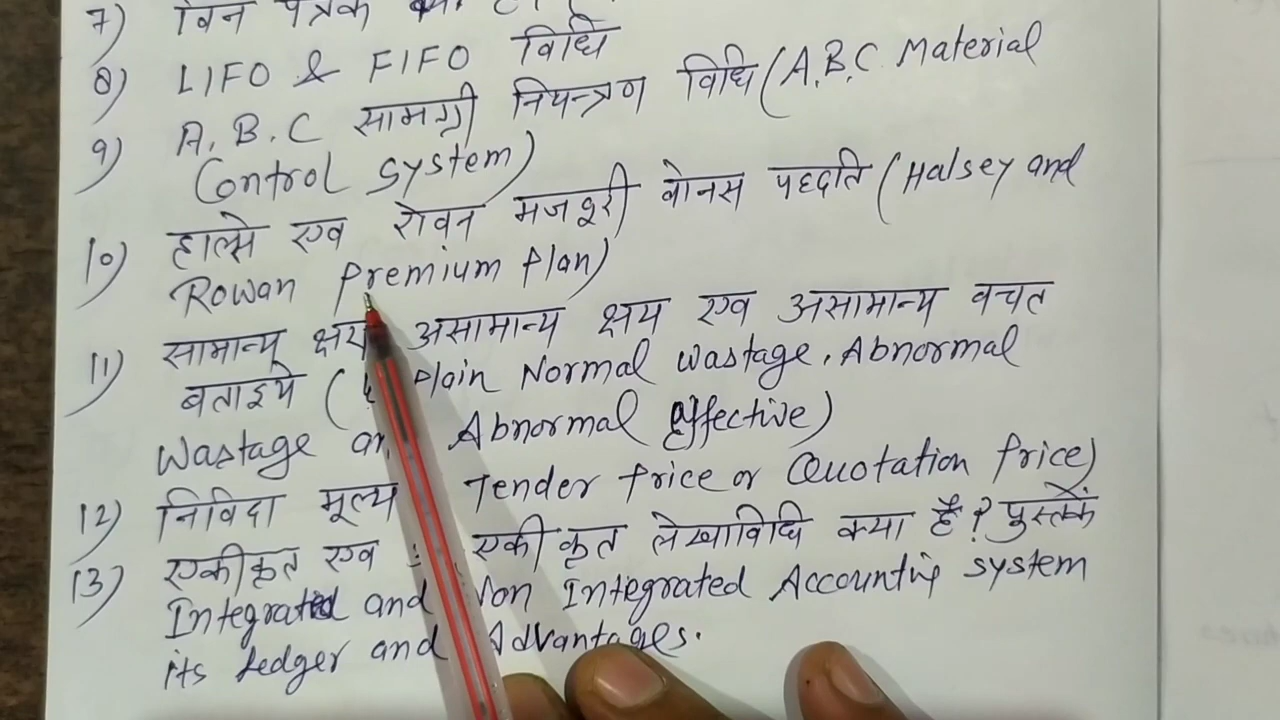 7) पत्रक
8) LIFO & FIFO विधि
9) A.B.C सामग्री नियन्त्रण विधि (A.B.C Material
Control System)
10) हाल्से एव रोवन मजदूरी बोनस पद्दति (Halsey and
Rowan Premium Plan)
11) सामान्य क्षय असामान्य क्षय एव असामान्य बचत
बताइये ( Normal Wastage, Abnormal
Wastage Abnormal Effective)
12) निविदा मूल्य Tender Price or Quotation Price)
13) एकीकृत एव एकीकृत लेखाविधि क्या है? पुस्तकें
Integrated and Non Integrated Accounting System
its Ledger and Advantages.